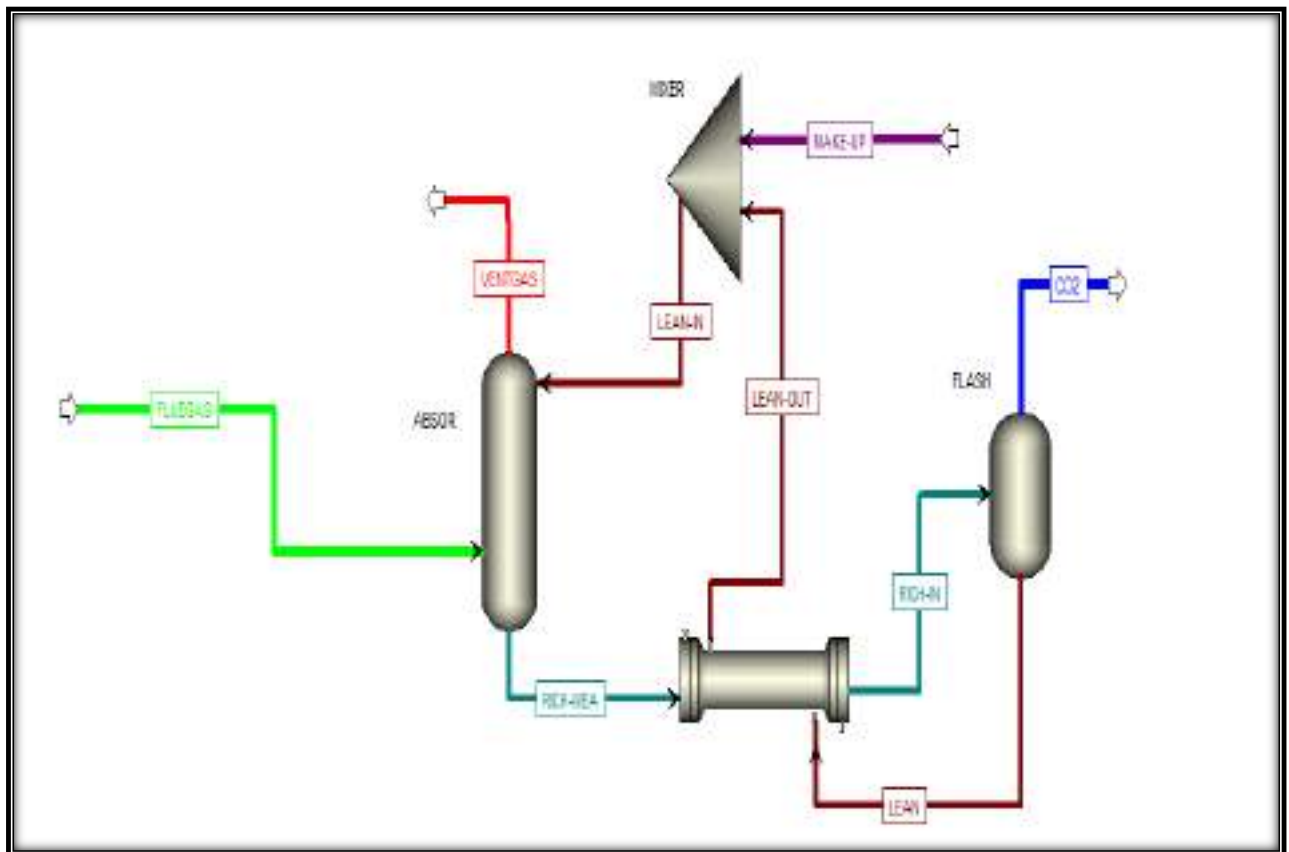 MIXER
MAKE-UP
VENTGAS
CO2
LEAN-IN
FLASH
LEAN-OUT
FLUEGAS
ABSOR
RICH-IN
RICH-MEA
LEAN